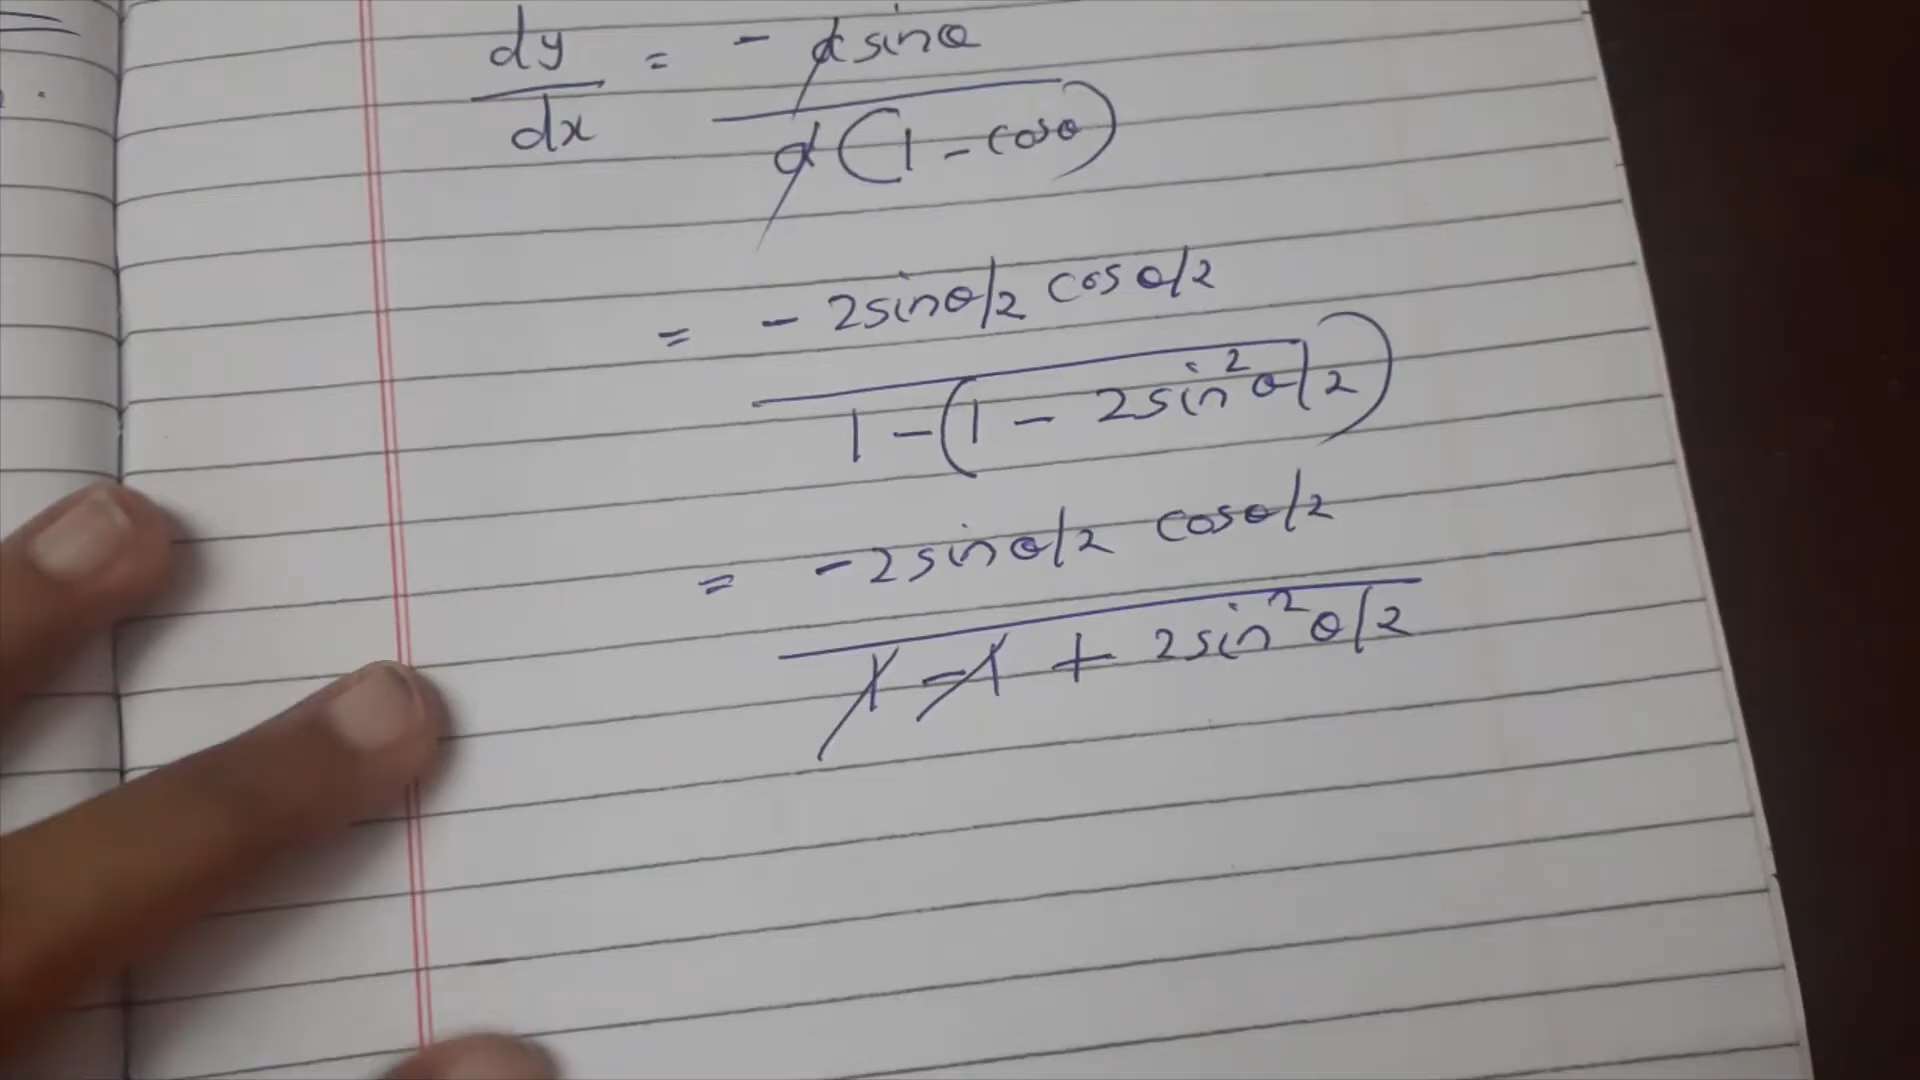 dy/dx = - a sinθ / a(1 - cosθ)
= - 2sinθ/2 cosθ/2 / 1-(1 - 2sin²θ/2)
= -2sinθ/2 cosθ/2 / 1 - 1 + 2sin²θ/2